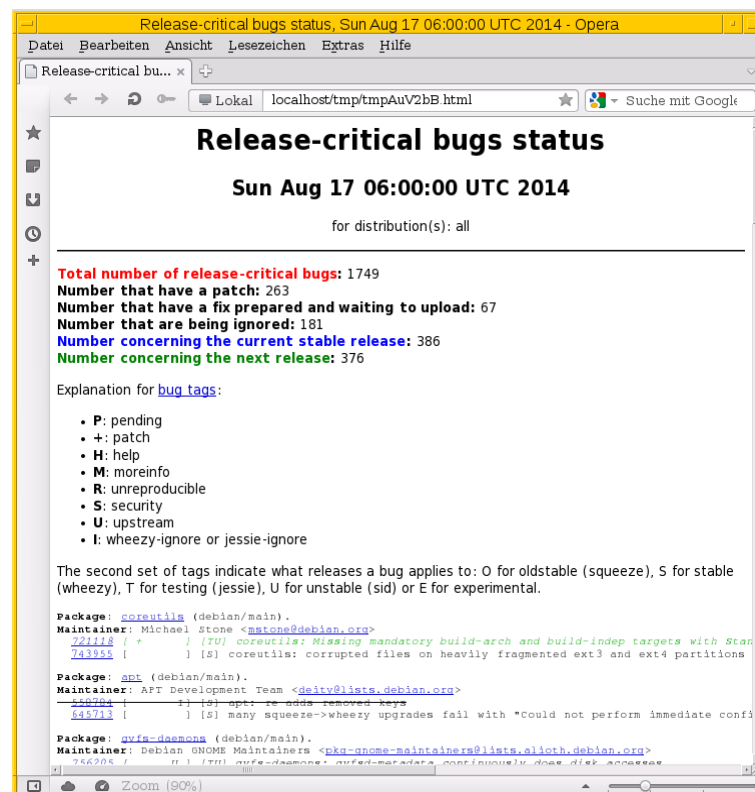 Release-critical bugs status, Sun Aug 17 06:00:00 UTC 2014 - Opera
Datei Bearbeiten Ansicht Lesezeichen Extras Hilfe
Release-critical bu... ×
Lokal localhost/tmp/tmpAuV2bB.html Suche mit Google
Release-critical bugs status
Sun Aug 17 06:00:00 UTC 2014
for distribution(s): all
Total number of release-critical bugs: 1749
Number that have a patch: 263
Number that have a fix prepared and waiting to upload: 67
Number that are being ignored: 181
Number concerning the current stable release: 386
Number concerning the next release: 376
Explanation for bug tags:
• P: pending
• +: patch
• H: help
• M: moreinfo
• R: unreproducible
• S: security
• U: upstream
• I: wheezy-ignore or jessie-ignore
The second set of tags indicate what releases a bug applies to: O for oldstable (squeeze), S for stable
(wheezy), T for testing (jessie), U for unstable (sid) or E for experimental.
Package: coreutils (debian/main).
Maintainer: Michael Stone <mstone@debian.org>
721118 [ + ] [TU] coreutils: Missing mandatory build-arch and build-indep targets with Stan
743955 [ ] [S] coreutils: corrupted files on heavily fragmented ext3 and ext4 partitions
Package: apt (debian/main).
Maintainer: APT Development Team <deity@lists.debian.org>
558784 [ I] [S] apt: re adds removed keys
645713 [ ] [S] many squeeze->wheezy upgrades fail with "Could not perform immediate confi
Package: gvfs-daemons (debian/main).
Maintainer: Debian GNOME Maintainers <pkg-gnome-maintainers@lists.alioth.debian.org>
756205 [ U ] [TU] gvfs-daemons: gvfsd-metadata continuously does disk accesses
Zoom (90%)